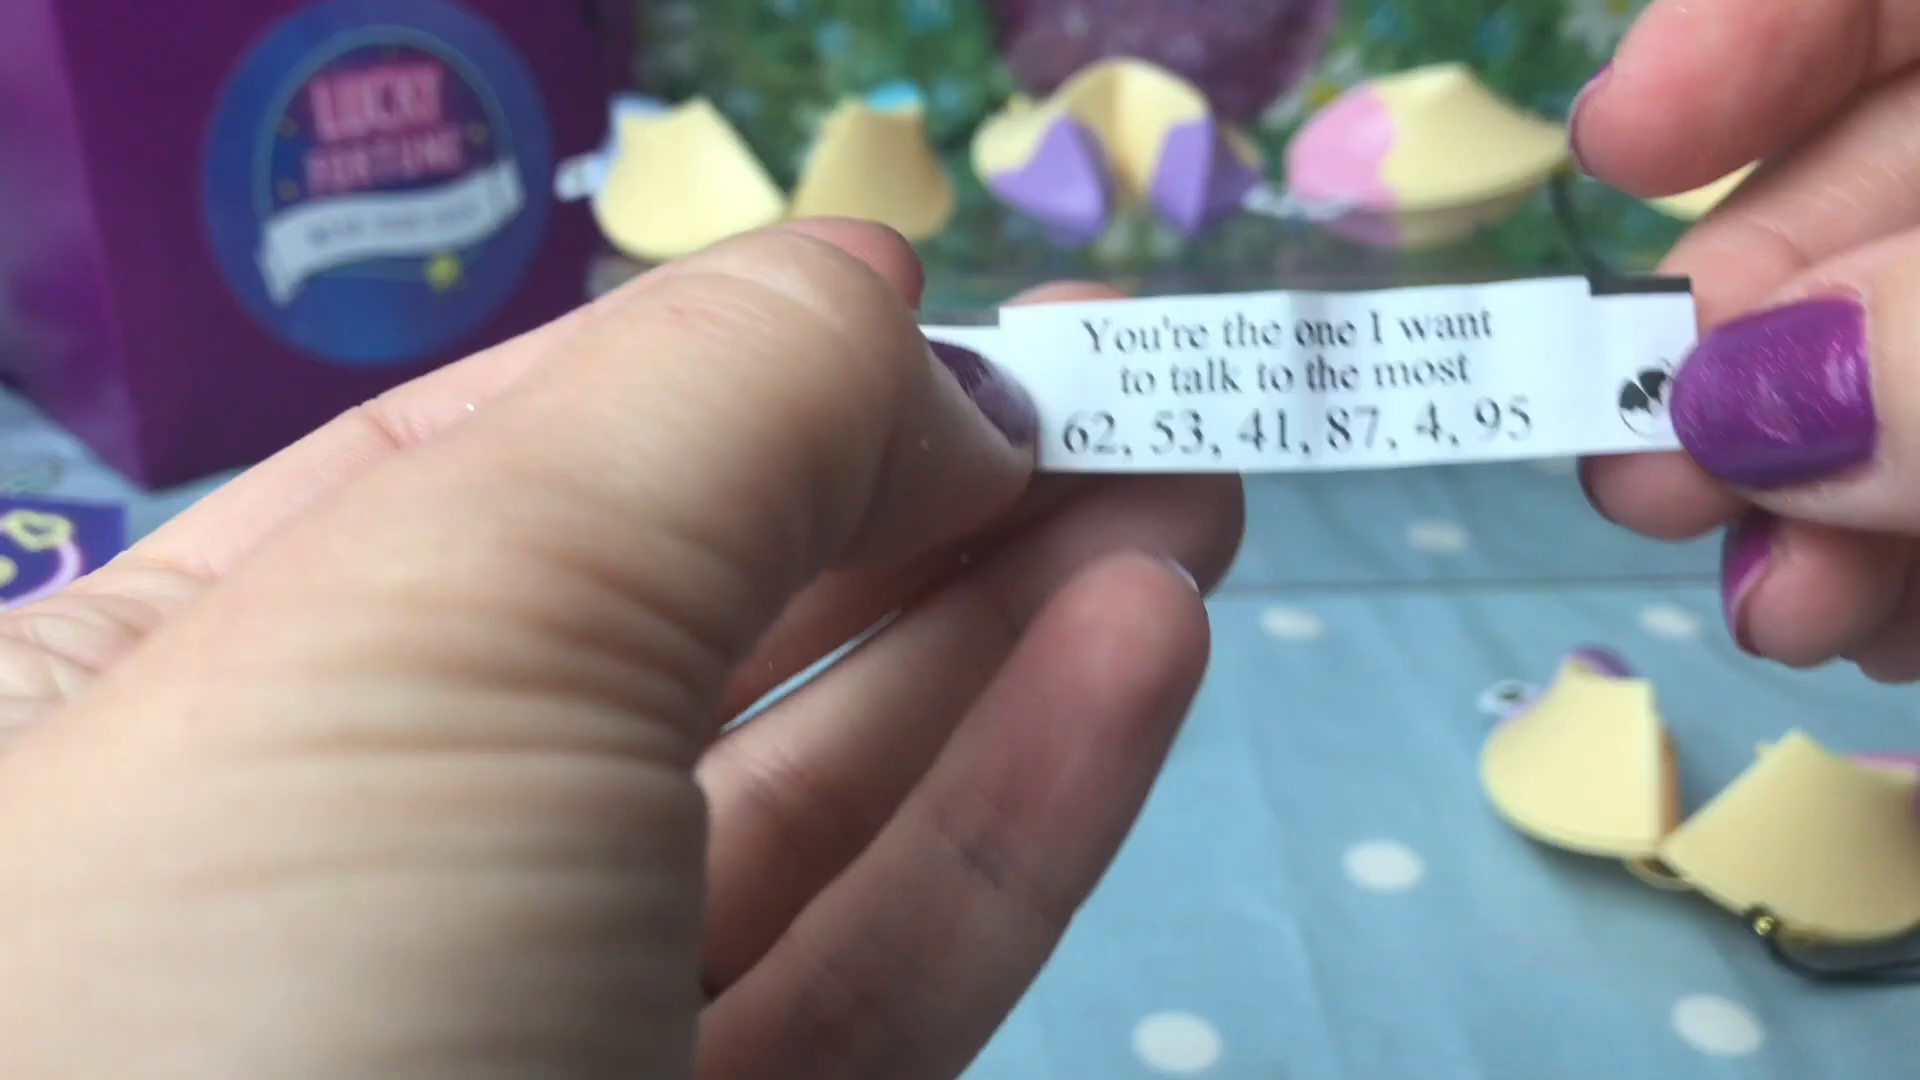 LUCKY
FORTUNE
You're the one I want
to talk to the most
62, 53, 41, 87, 4, 95